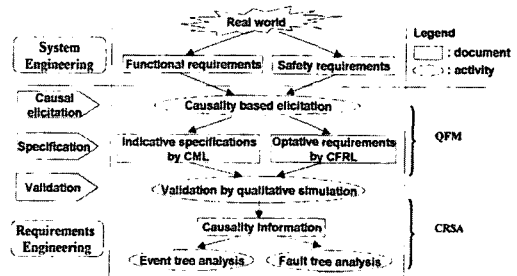 Real world
Legend
System
Engineering
: document
: activity
Functional requirements
Safety requirements
Causal
elicitation
Causality based elicitation
Specification
Indicative specifications
by CML
Optative requirements
by CFRL
QFM
Validation
Validation by qualitative simulation
Requirements
Engineering
Causality Information
CRSA
Event tree analysis
Fault tree analysis